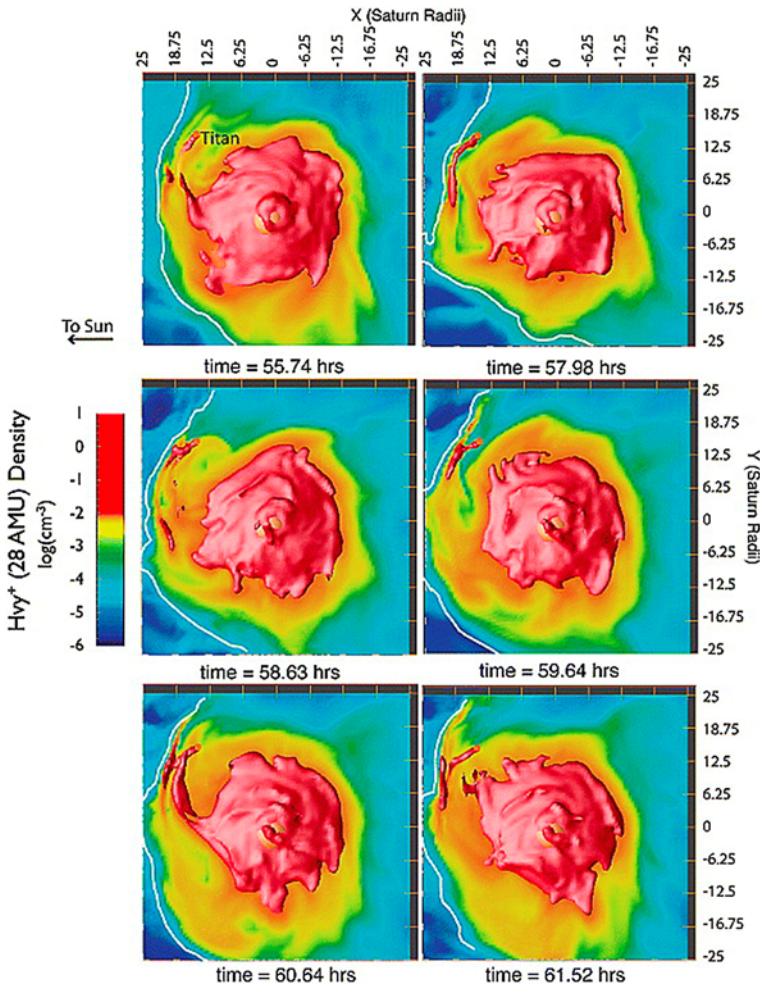 X (Saturn Radii)
25 18.75 12.5 6.25 0 -6.25 -12.5 -16.75 -25
25 18.75 12.5 6.25 0 -6.25 -12.5 -16.75 -25
Titan
25
18.75
12.5
6.25
0
-6.25
-12.5
-16.75
-25
To Sun
time = 55.74 hrs
time = 57.98 hrs
Hvy⁺ (28 AMU) Density
log(cm⁻³)
1
0
-1
-2
-3
-4
-5
-6
25
18.75
12.5
6.25
0
-6.25
-12.5
-16.75
-25
Y (Saturn Radii)
time = 58.63 hrs
time = 59.64 hrs
25
18.75
12.5
6.25
0
-6.25
-12.5
-16.75
-25
time = 60.64 hrs
time = 61.52 hrs